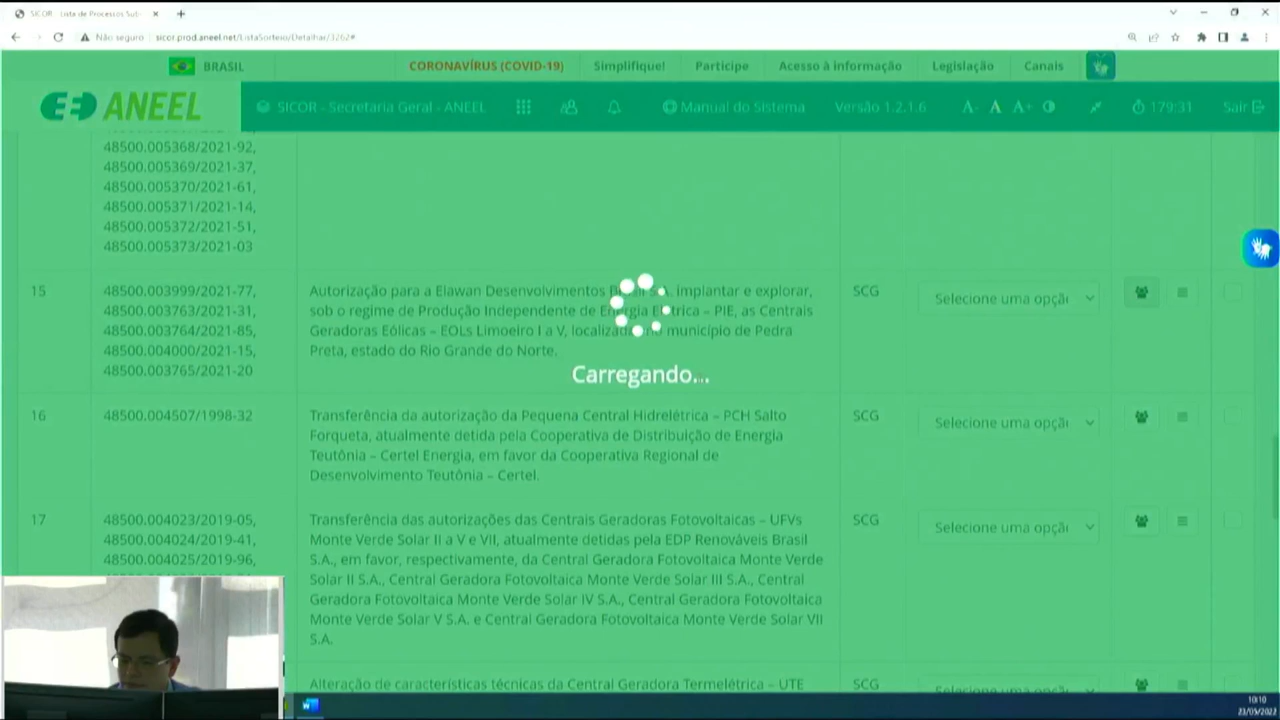 SICOR - Lista de Processos Sub
Não seguro
sicor.prod.aneel.net/ListaSorteio/Detalhar/3262#
BRASIL
CORONAVÍRUS (COVID-19)
Simplifique!
Participe
Acesso à informação
Legislação
Canais
ANEEL
SICOR - Secretaria Geral - ANEEL
Manual do Sistema
Versão 1.2.1.6
A-
A
A+
179:31
Sair
48500.005368/2021-92,
48500.005369/2021-37,
48500.005370/2021-61,
48500.005371/2021-14,
48500.005372/2021-51,
48500.005373/2021-03
15
48500.003999/2021-77,
48500.003763/2021-31,
48500.003764/2021-85,
48500.004000/2021-15,
48500.003765/2021-20
Autorização para a Elawan Desenvolvimentos Brasil S.A. implantar e explorar,
sob o regime de Produção Independente de Energia Elétrica – PIE, as Centrais
Geradoras Eólicas – EOLs Limoeiro I a V, localizadas no município de Pedra
Preta, estado do Rio Grande do Norte.
SCG
Selecione uma opçã
Carregando...
16
48500.004507/1998-32
Transferência da autorização da Pequena Central Hidrelétrica – PCH Salto
Forqueta, atualmente detida pela Cooperativa de Distribuição de Energia
Teutônia – Certel Energia, em favor da Cooperativa Regional de
Desenvolvimento Teutônia – Certel.
SCG
Selecione uma opçã
17
48500.004023/2019-05,
48500.004024/2019-41,
48500.004025/2019-96,
Transferência das autorizações das Centrais Geradoras Fotovoltaicas – UFVs
Monte Verde Solar II a V e VII, atualmente detidas pela EDP Renováveis Brasil
S.A., em favor, respectivamente, da Central Geradora Fotovoltaica Monte Verde
Solar II S.A., Central Geradora Fotovoltaica Monte Verde Solar III S.A., Central
Geradora Fotovoltaica Monte Verde Solar IV S.A., Central Geradora Fotovoltaica
Monte Verde Solar V S.A. e Central Geradora Fotovoltaica Monte Verde Solar VII
S.A.
SCG
Selecione uma opçã
Alteração de características técnicas da Central Geradora Termelétrica – UTE
SCG
Selecione uma opçã
10:10
23/05/2022